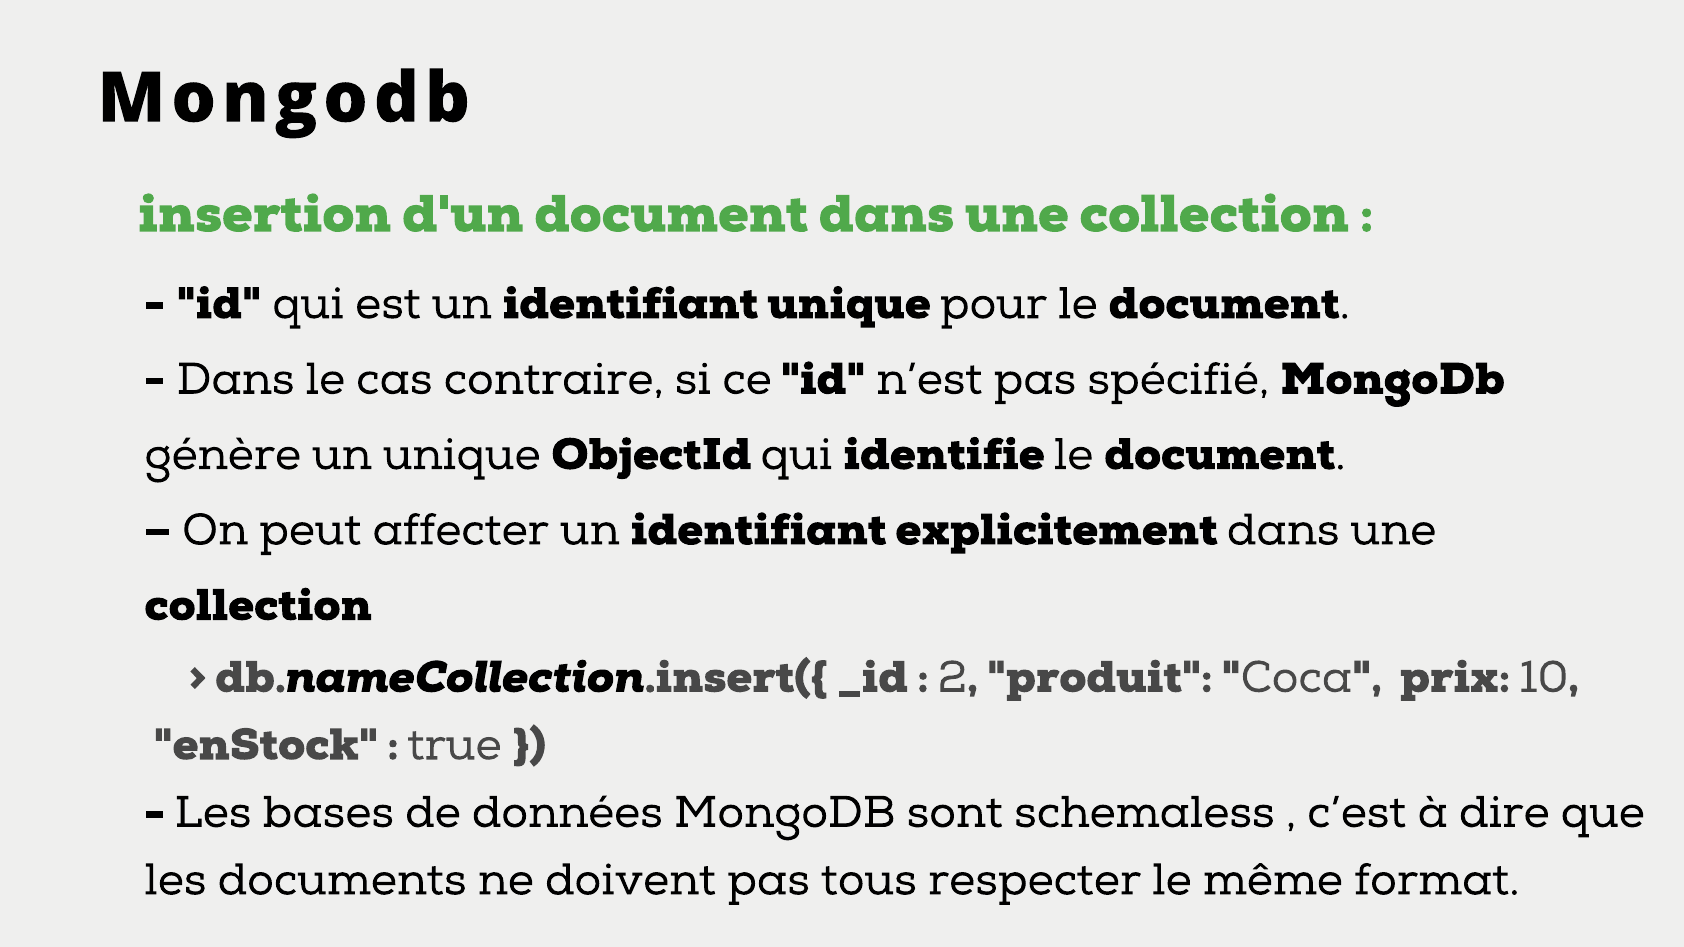 Mongodb
insertion d'un document dans une collection :
- "id" qui est un identifiant unique pour le document.
- Dans le cas contraire, si ce "id" n’est pas spécifié, MongoDb
génère un unique ObjectId qui identifie le document.
– On peut affecter un identifiant explicitement dans une
collection
> db.nameCollection.insert({ _id : 2, "produit": "Coca", prix: 10,
"enStock" : true })
- Les bases de données MongoDB sont schemaless , c’est à dire que
les documents ne doivent pas tous respecter le même format.